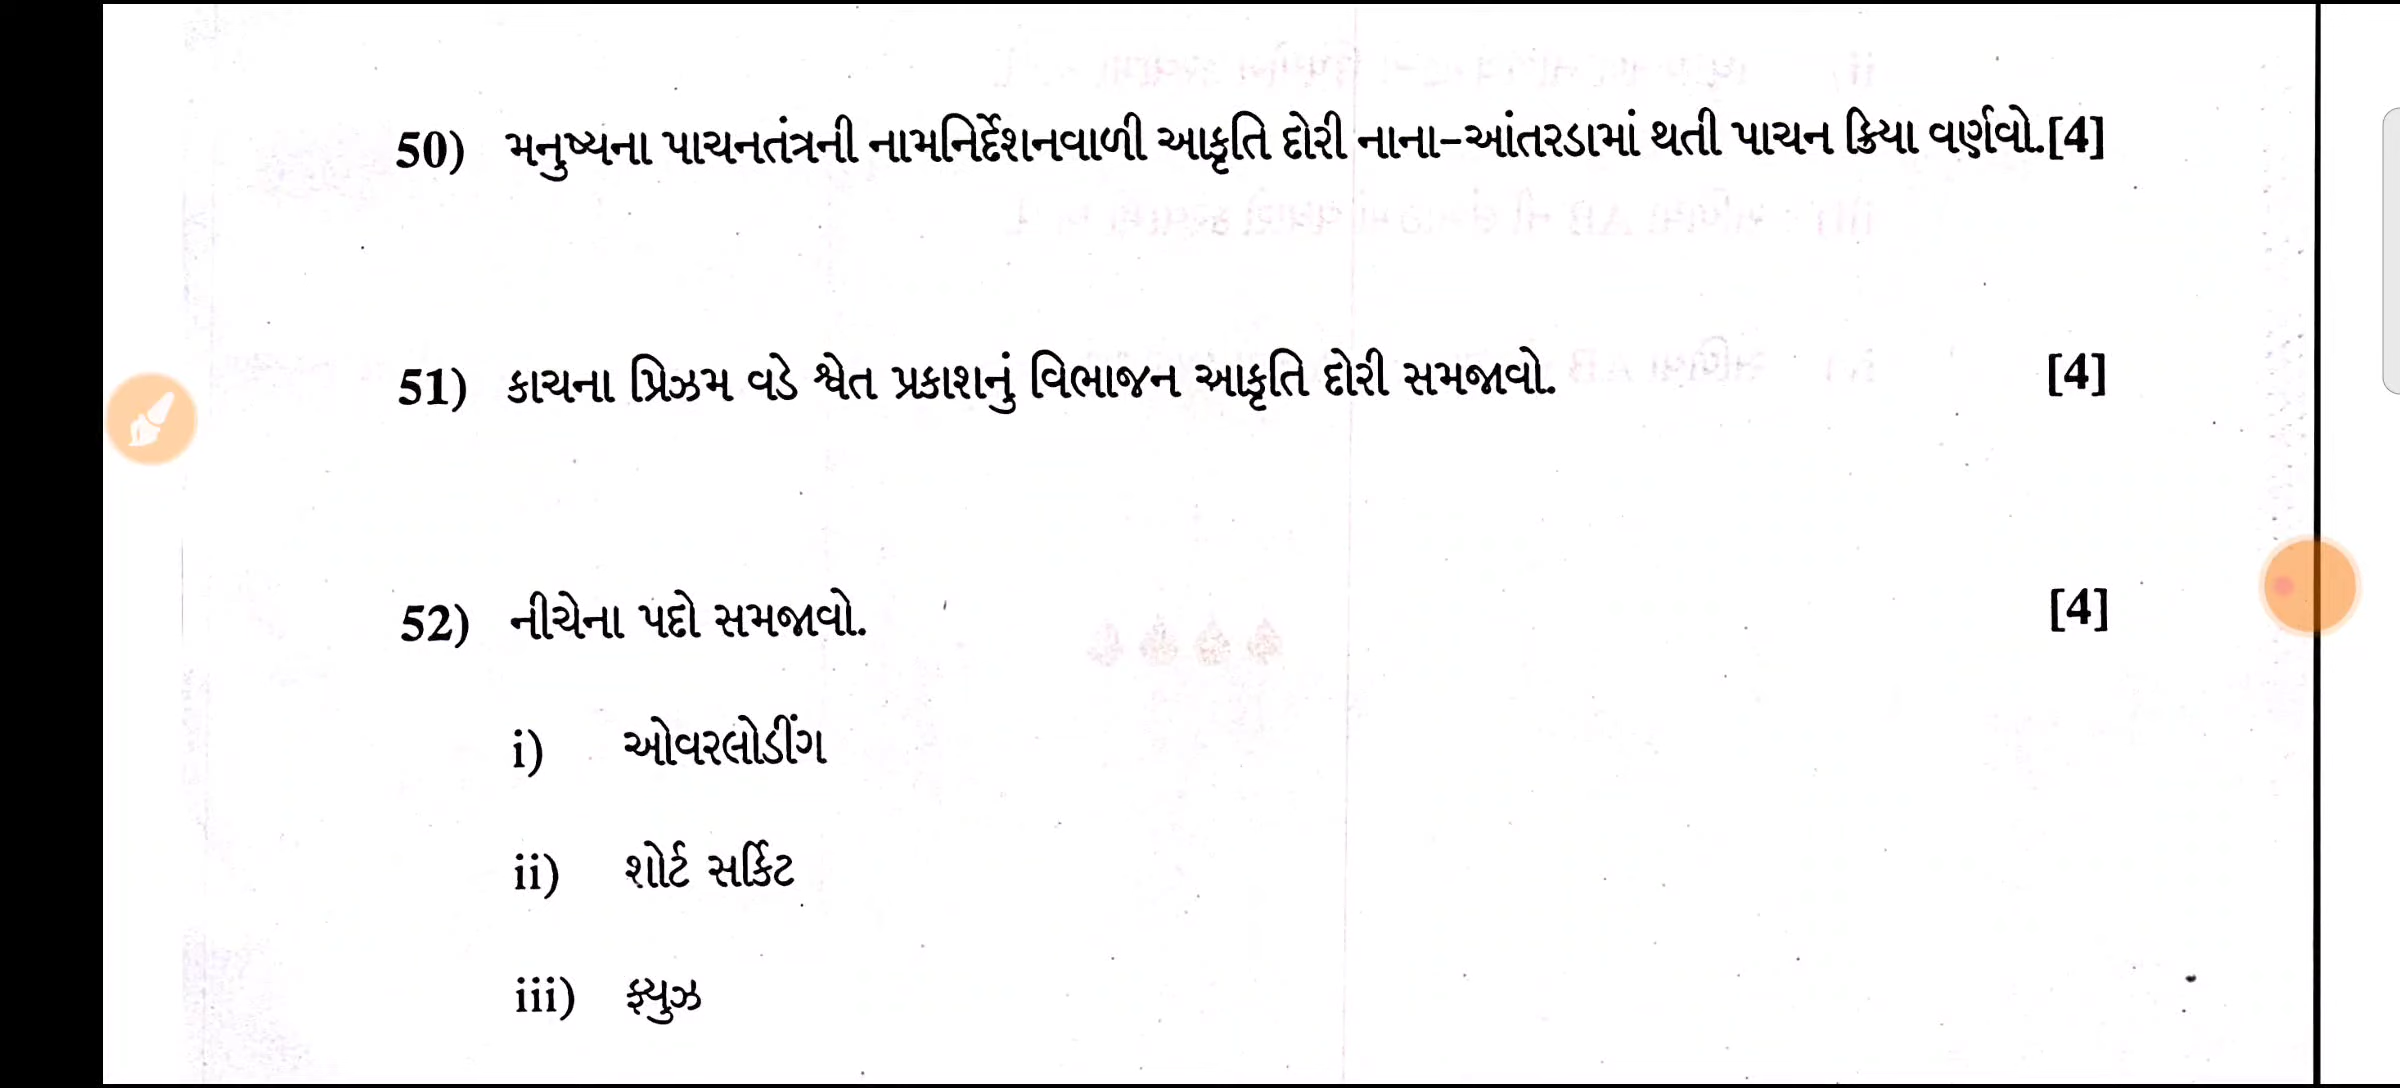 50) મનુષ્યના પાચનતંત્રની નામનિર્દેશનવાળી આકૃતિ દોરી નાના-આંતરડામાં થતી પાચન ક્રિયા વર્ણવો.[4]
51) કાચના પ્રિઝમ વડે શ્વેત પ્રકાશનું વિભાજન આકૃતિ દોરી સમજાવો. [4]
52) નીચેના પદો સમજાવો. [4]
i) ઓવરલોડીંગ
ii) શોર્ટ સર્કિટ
iii) ફ્યુઝ